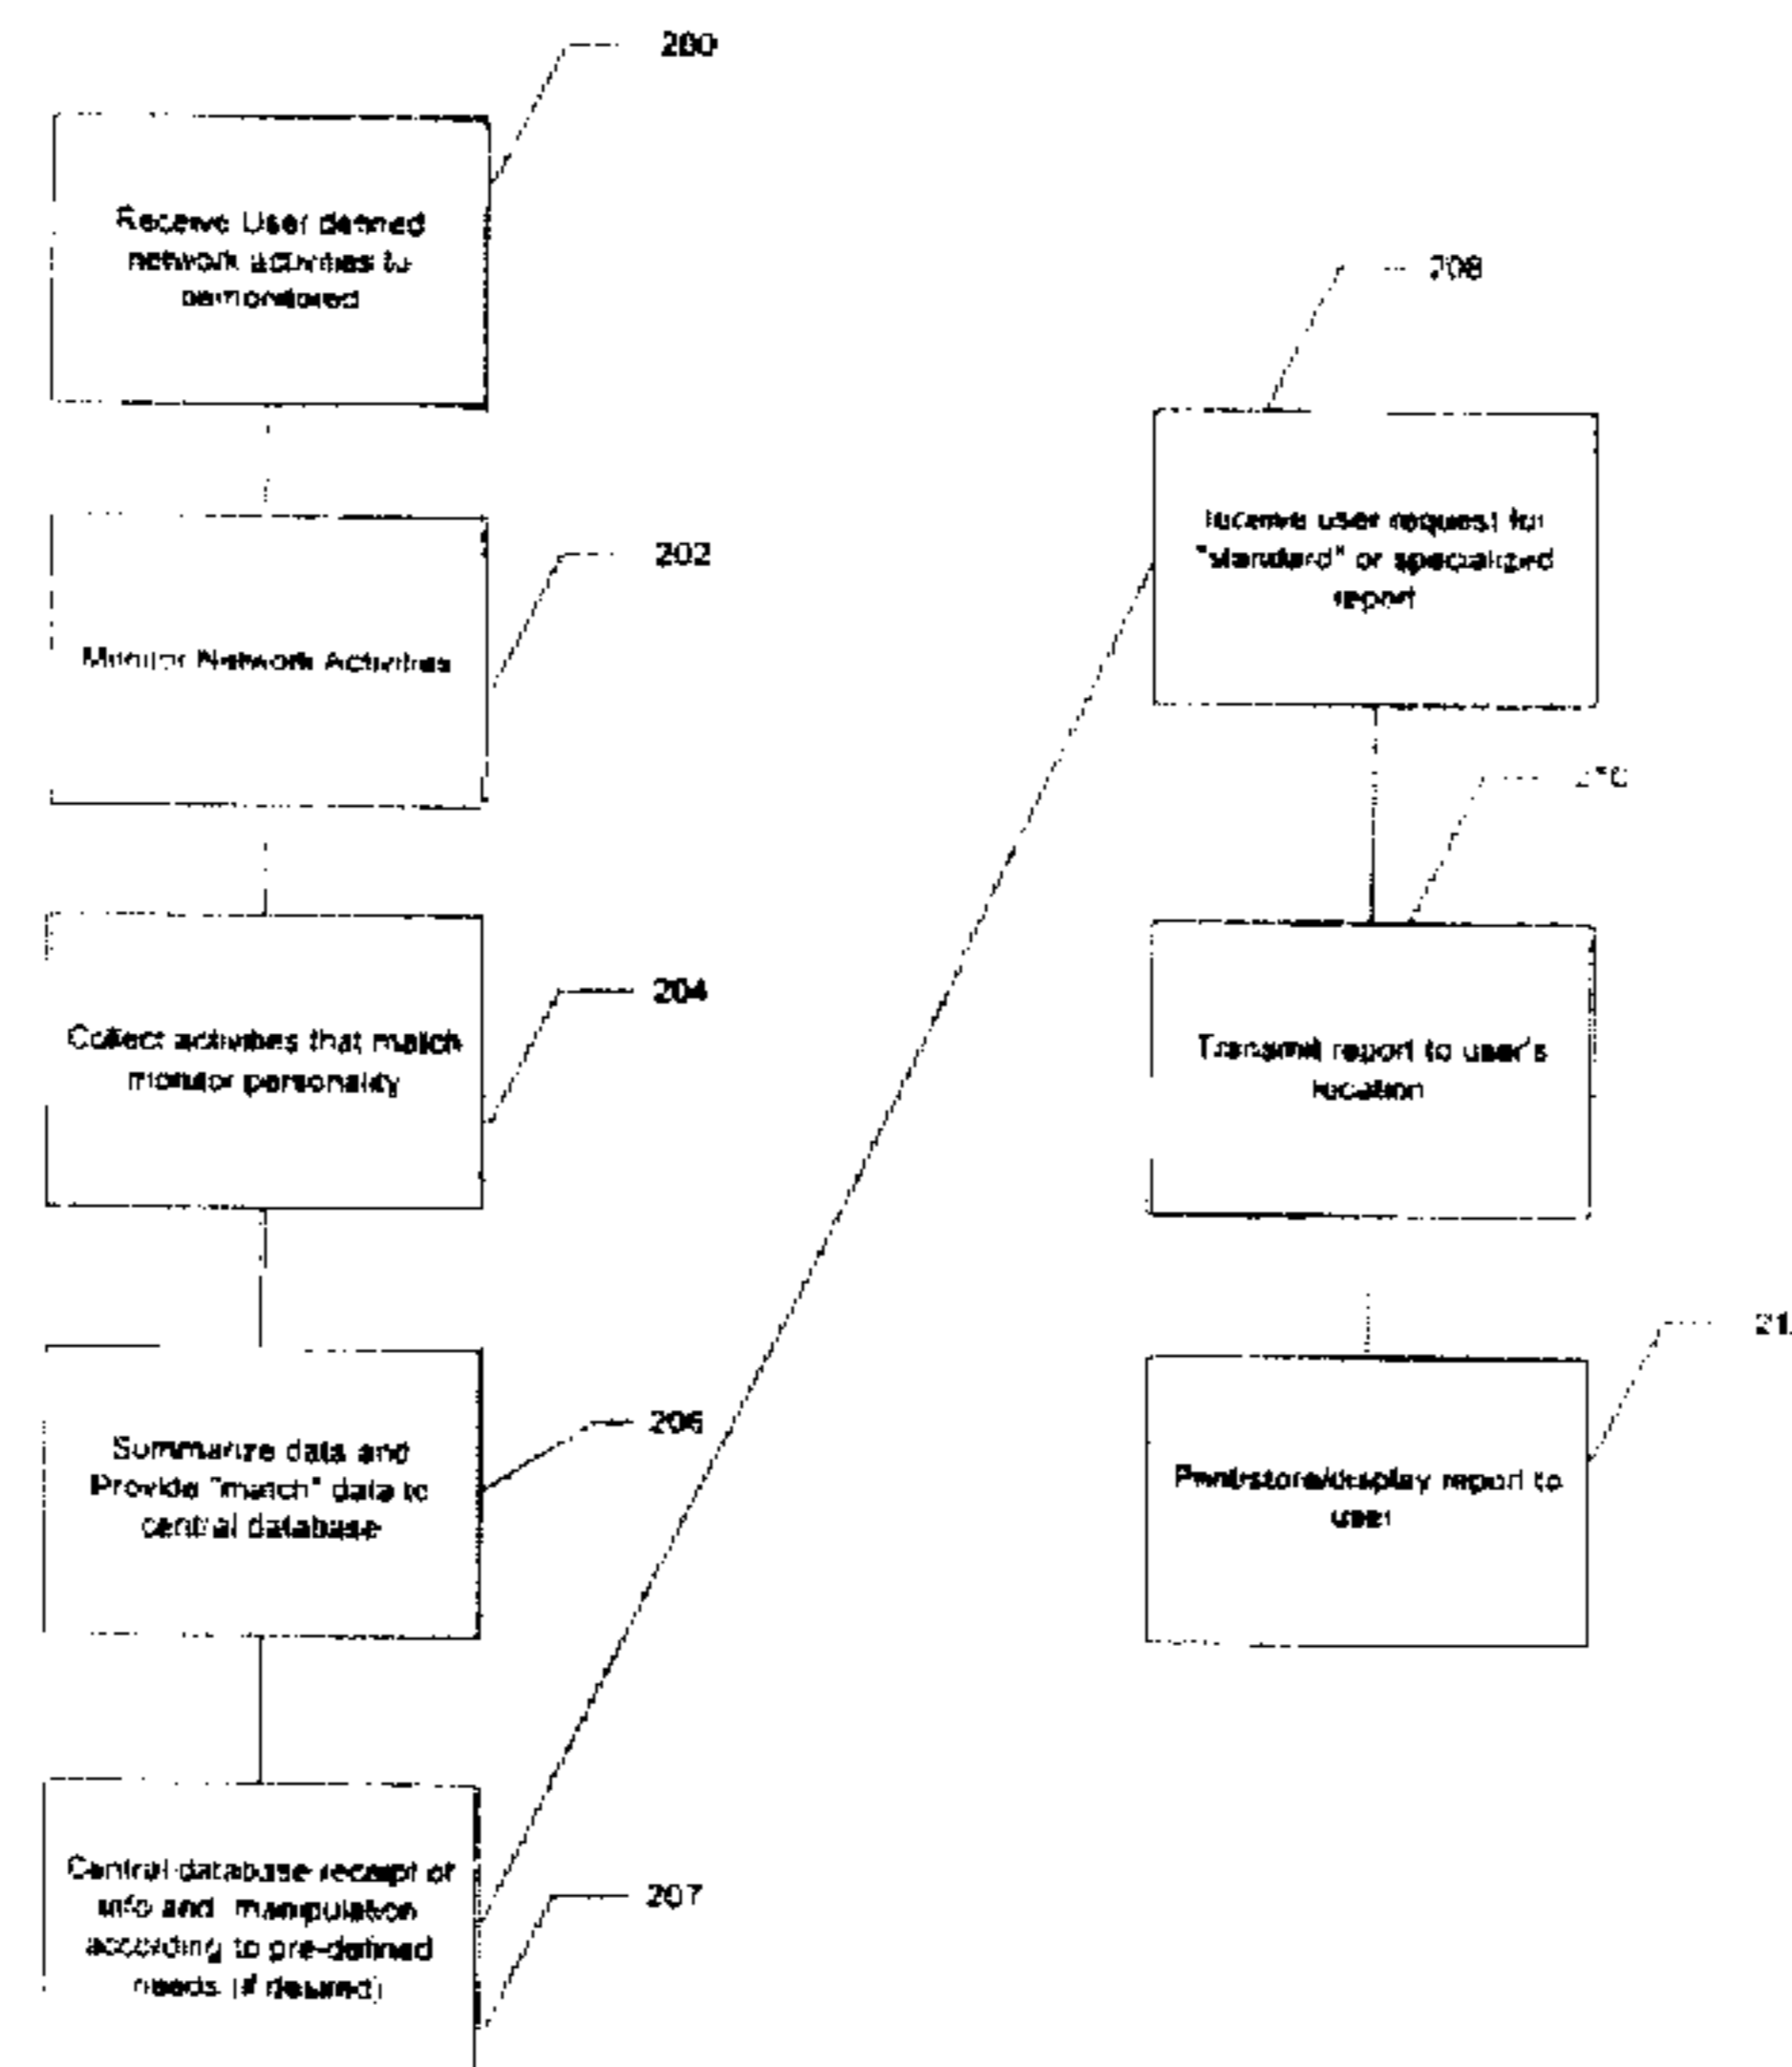 200
Receive User defined
network activities to
be monitored
202
Monitor Network Activities
204
Collect activities that match
monitor personality
206
Summarize data and
Provide "match" data to
central database
207
Central database receipt of
info and manipulation
according to pre-defined
needs (if desired)
208
Receive user request for
"standard" or specialized
report
210
Transmit report to user's
location
21
Print/store/display report to
user